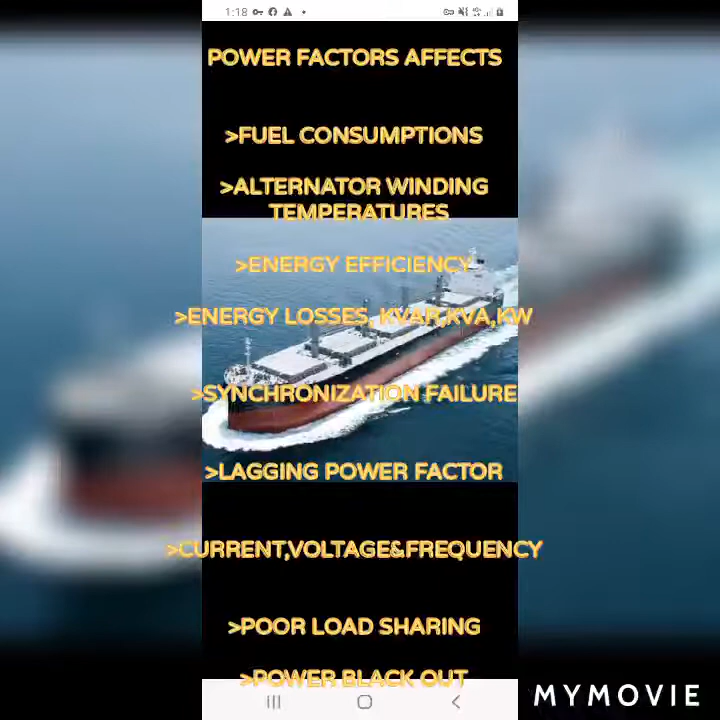 1:18
POWER FACTORS AFFECTS
>FUEL CONSUMPTIONS
>ALTERNATOR WINDING
TEMPERATURES
>ENERGY EFFICIENCY
>ENERGY LOSSES, KVAR,KVA,KW
>SYNCHRONIZATION FAILURE
>LAGGING POWER FACTOR
>CURRENT,VOLTAGE&FREQUENCY
>POOR LOAD SHARING
>POWER BLACK OUT
MYMOVIE